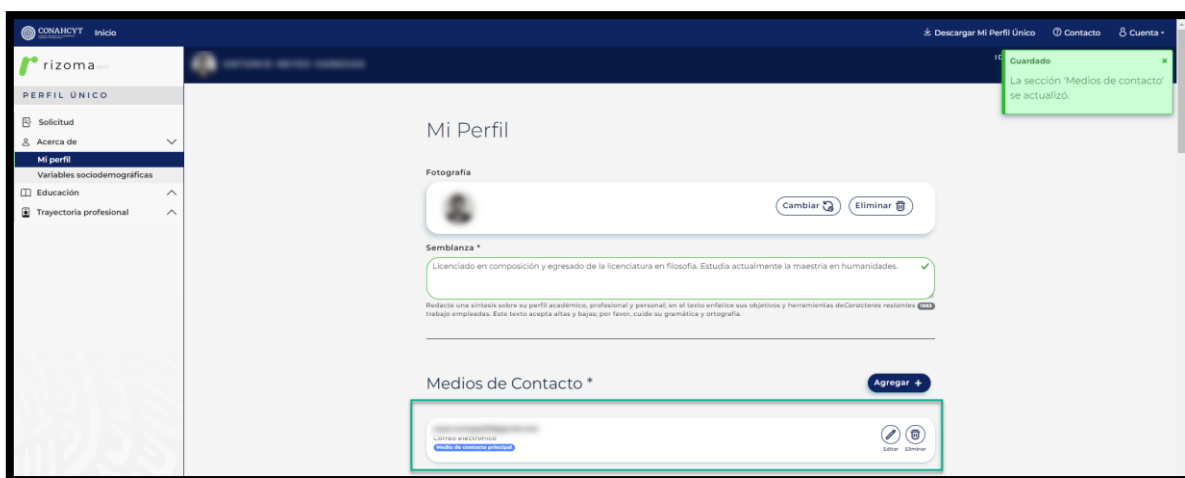 CONAHCYT Inicio
Descargar Mi Perfil Único Contacto Cuenta
rizoma
Guardado
La sección 'Medios de contacto'
se actualizó.
PERFIL ÚNICO
Solicitud
Acerca de
Mi perfil
Variables sociodemográficas
Educación
Trayectoria profesional
Mi Perfil
Fotografía
Cambiar Eliminar
Semblanza *
Licenciado en composición y egresado de la licenciatura en filosofía. Estudia actualmente la maestría en humanidades.
Redacte una síntesis sobre su perfil académico, profesional y personal; en el texto enfatice sus objetivos y herramientas deCaracteres restantes
trabajo empleadas. Este texto acepta altas y bajas; por favor, cuide su gramática y ortografía.
Medios de Contacto *
Agregar +
Correo electrónico
Medio de contacto principal
Editar Eliminar